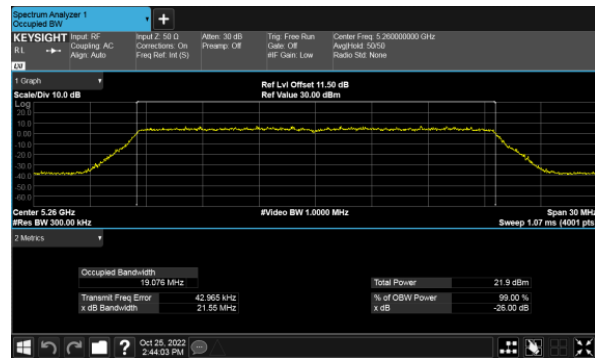 Spectrum Analyzer 1
Occupied BW
+
KEYSIGHT Input: RF Input Z: 50 Ω Atten: 30 dB Trig: Free Run Center Freq: 5.260000000 GHz
RL Coupling: AC Corrections: On Preamp: Off Gate: Off Avg|Hold: 50/50
Align: Auto Freq Ref: Int (S) #IF Gain: Low Radio Std: None
LXI
1 Graph
Ref Lvl Offset 11.50 dB
Scale/Div 10.0 dB Ref Value 30.00 dBm
Log
20.0
10.0
0.00
-10.0
-20.0
-30.0
-40.0
-50.0
-60.0
Center 5.26 GHz #Video BW 1.0000 MHz Span 30 MHz
#Res BW 300.00 kHz Sweep 1.07 ms (4001 pts)
2 Metrics
Occupied Bandwidth
19.076 MHz Total Power 21.9 dBm
Transmit Freq Error 42.965 kHz % of OBW Power 99.00 %
x dB Bandwidth 21.55 MHz x dB -26.00 dB
? Oct 25, 2022
2:44:03 PM